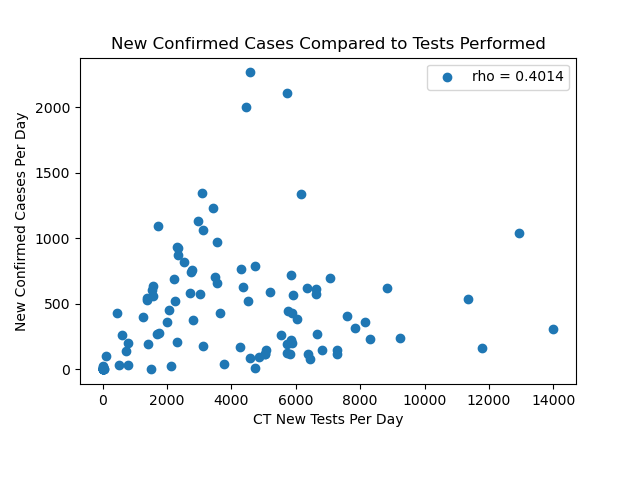 New Confirmed Cases Compared to Tests Performed
rho = 0.4014
New Confirmed Caeses Per Day
2000
1500
1000
500
0
0 2000 4000 6000 8000 10000 12000 14000
CT New Tests Per Day